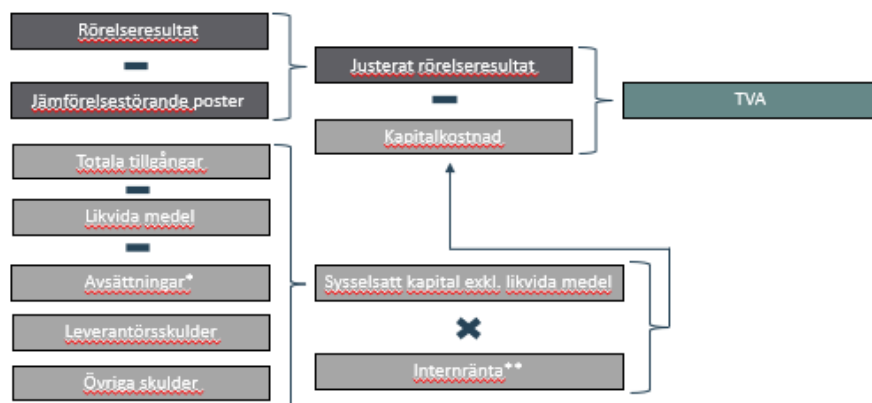 Rörelseresultat
Jämförelsestörande poster
Justerat rörelseresultat
Kapitalkostnad
TVA
Totala tillgångar
Likvida medel
Avsättningar*
Leverantörsskulder
Övriga skulder
Sysselsatt kapital exkl. likvida medel
Internränta**